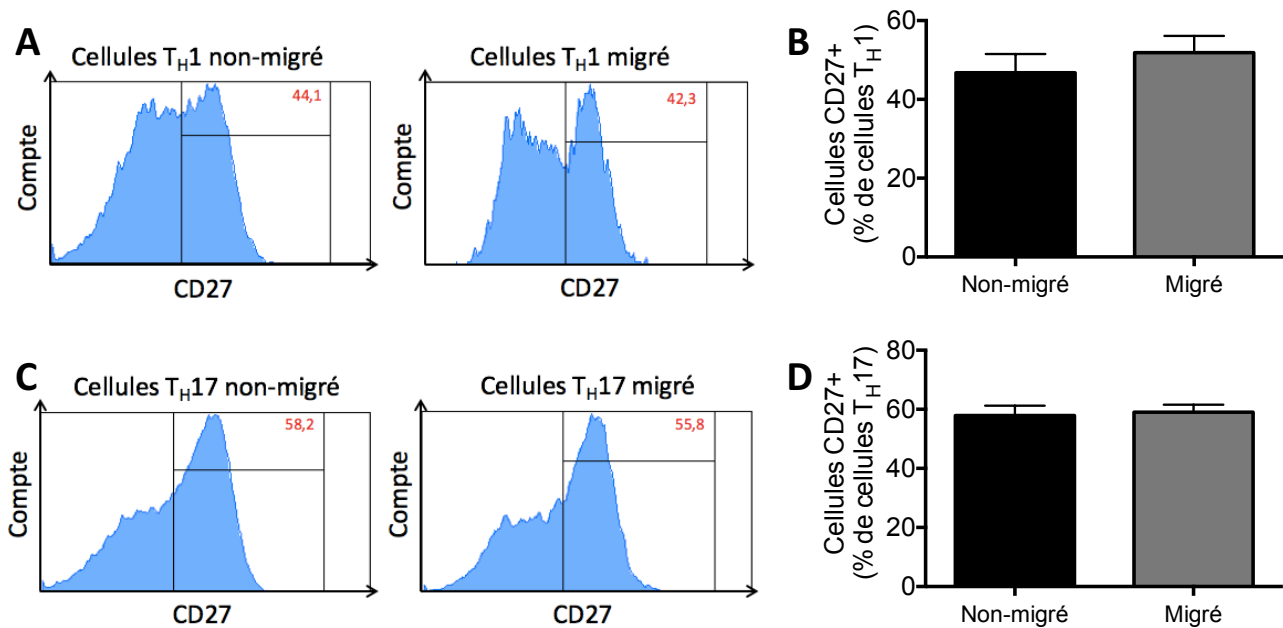 A
Cellules TH1 non-migré
44,1
Compte
CD27
Cellules TH1 migré
42,3
Compte
CD27
B
Cellules CD27+
(% de cellules TH1)
60
40
20
0
Non-migré
Migré
C
Cellules TH17 non-migré
58,2
Compte
CD27
Cellules TH17 migré
55,8
Compte
CD27
D
Cellules CD27+
(% de cellules TH17)
80
60
40
20
0
Non-migré
Migré